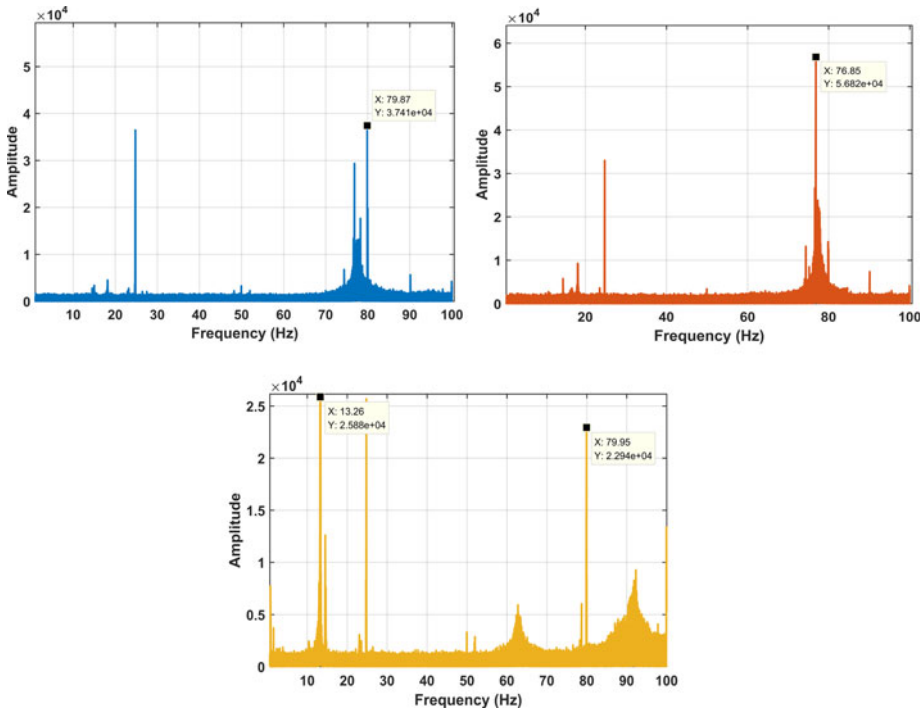 ×10⁴
5
4
3
2
1
0
Amplitude
X: 79.87
Y: 3.741e+04
10 20 30 40 50 60 70 80 90 100
Frequency (Hz)
×10⁴
6
5
4
3
2
1
0
Amplitude
X: 76.85
Y: 5.682e+04
20 40 60 80 100
Frequency (Hz)
×10⁴
2.5
2
1.5
1
0.5
0
Amplitude
X: 13.26
Y: 2.588e+04
X: 79.95
Y: 2.294e+04
10 20 30 40 50 60 70 80 90 100
Frequency (Hz)